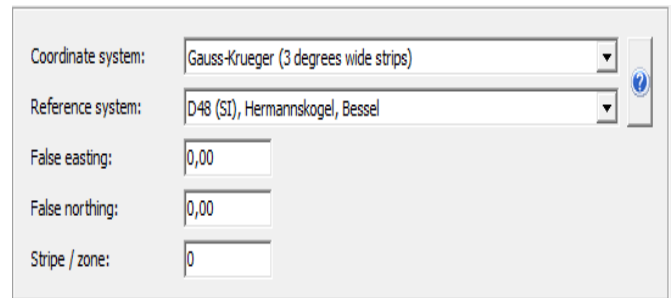 Coordinate system: Gauss-Krueger (3 degrees wide strips)
Reference system: D48 (SI), Hermannskogel, Bessel
False easting: 0,00
False northing: 0,00
Stripe / zone: 0